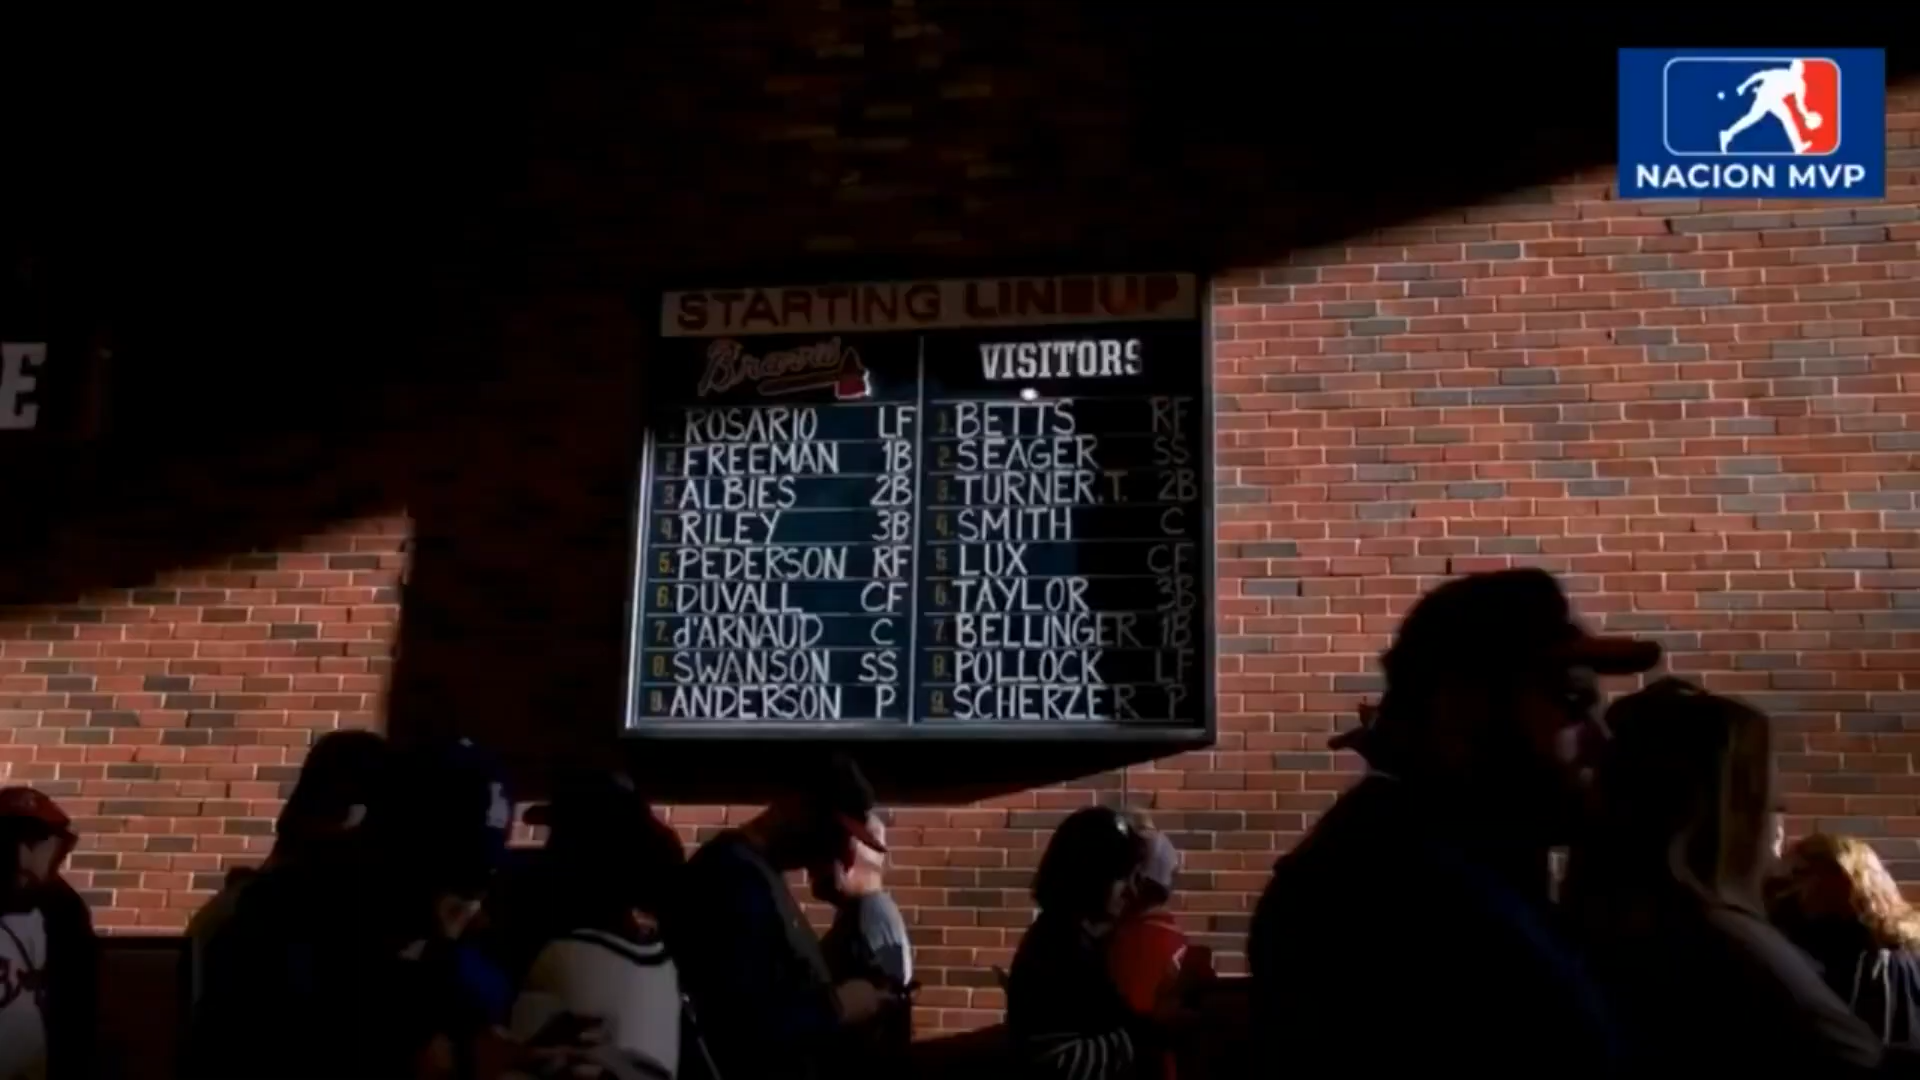 NACION MVP
STARTING LINEUP
E
Braves VISITORS
ROSARIO LF 1. BETTS RF
2 FREEMAN 1B 2. SEAGER SS
3 ALBIES 2B 3. TURNER.T. 2B
4. RILEY 3B 4. SMITH C
5. PEDERSON RF 5 LUX CF
6. DUVALL CF 6 TAYLOR 3B
7. d'ARNAUD C 7. BELLINGER 1B
8. SWANSON SS 8. POLLOCK LF
9. ANDERSON P 9. SCHERZER P